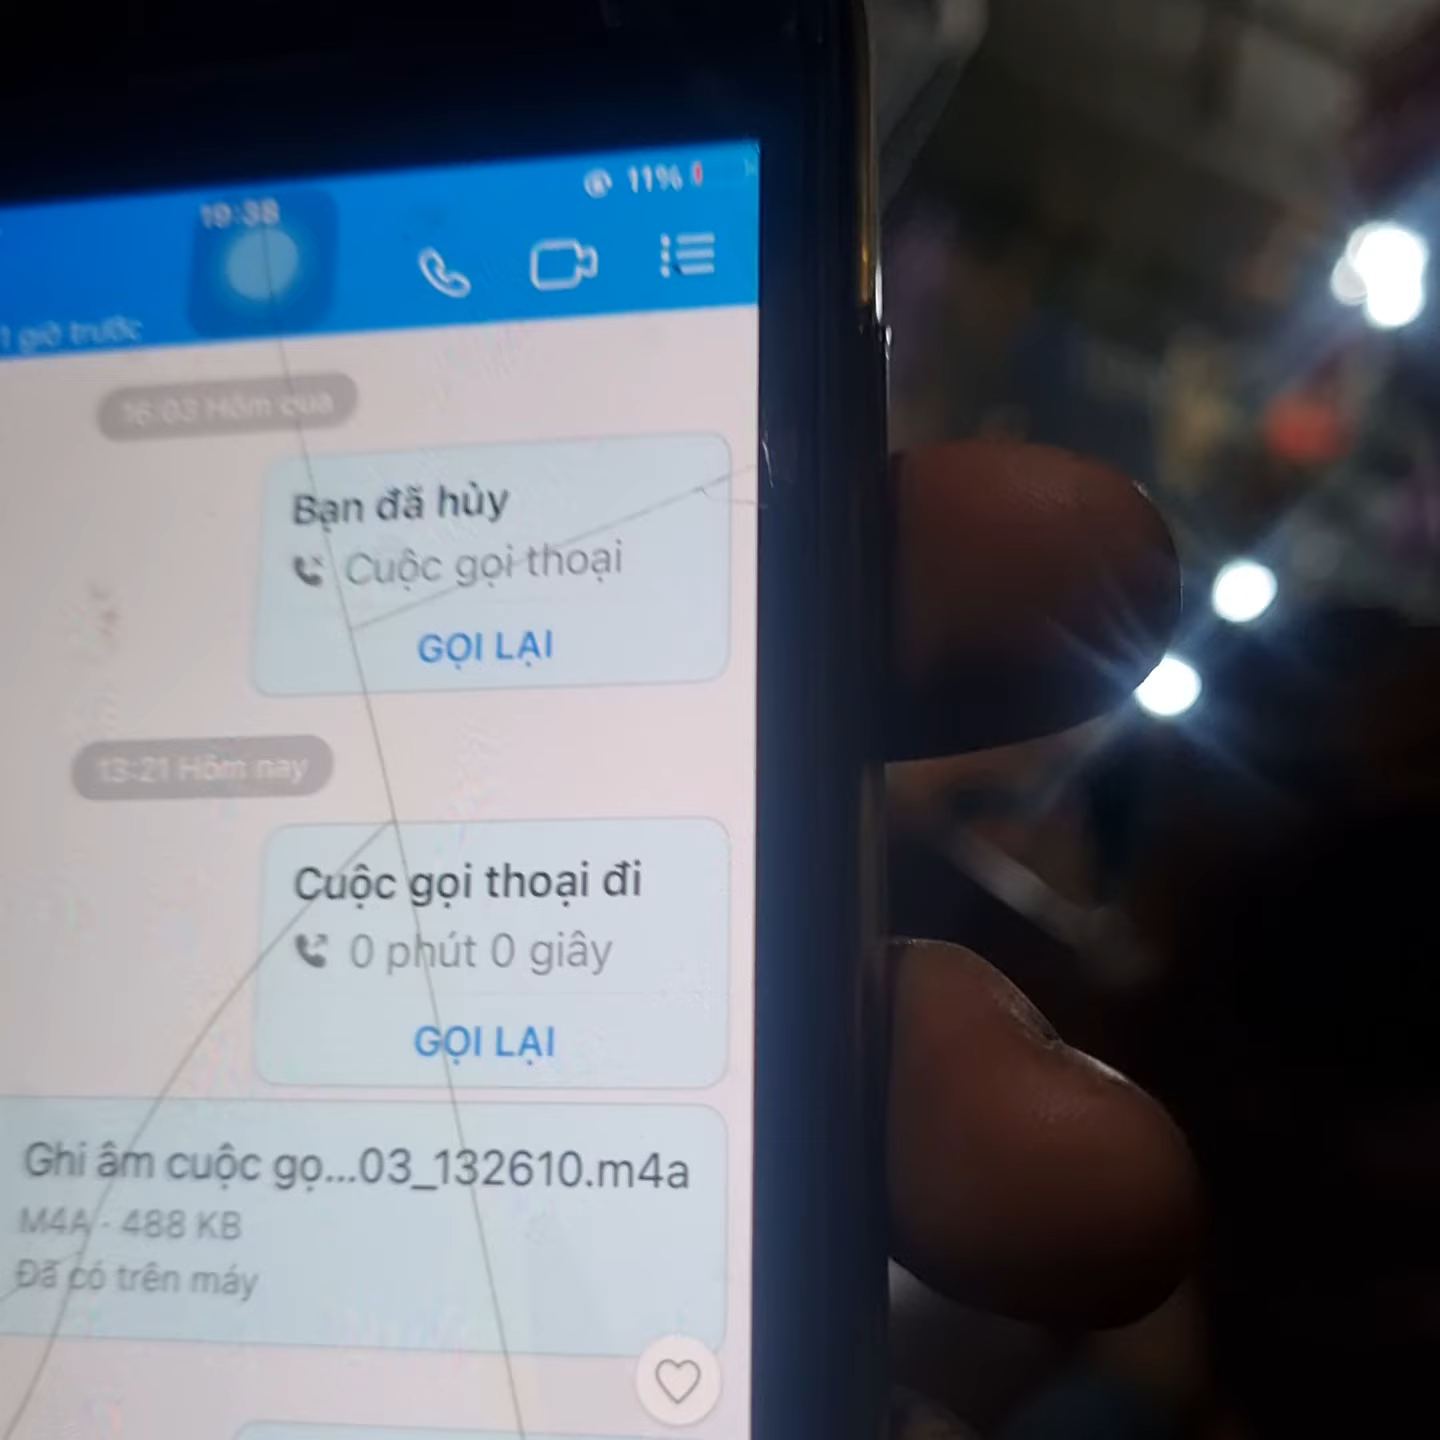 19:38
11%
1 giờ trước
16:03 Hôm qua
Bạn đã hủy
Cuộc gọi thoại
GỌI LẠI
13:21 Hôm nay
Cuộc gọi thoại đi
0 phút 0 giây
GỌI LẠI
Ghi âm cuộc gọ...03_132610.m4a
M4A - 488 KB
Đã có trên máy